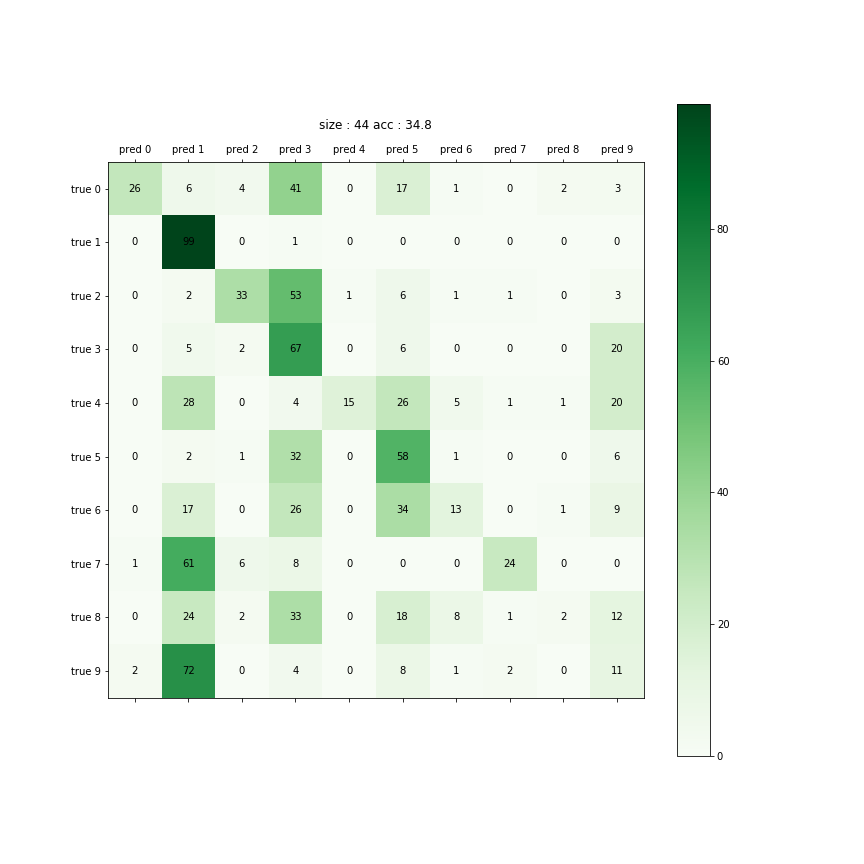 size : 44 acc : 34.8
pred 0 pred 1 pred 2 pred 3 pred 4 pred 5 pred 6 pred 7 pred 8 pred 9
true 0 26 6 4 41 0 17 1 0 2 3
true 1 0 99 0 1 0 0 0 0 0 0
true 2 0 2 33 53 1 6 1 1 0 3
true 3 0 5 2 67 0 6 0 0 0 20
true 4 0 28 0 4 15 26 5 1 1 20
true 5 0 2 1 32 0 58 1 0 0 6
true 6 0 17 0 26 0 34 13 0 1 9
true 7 1 61 6 8 0 0 0 24 0 0
true 8 0 24 2 33 0 18 8 1 2 12
true 9 2 72 0 4 0 8 1 2 0 11
80
60
40
20
0